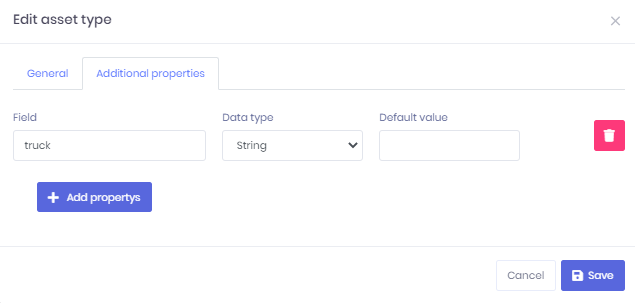 Edit asset type
General Additional properties
Field Data type Default value
truck String
Add propertys
Cancel Save